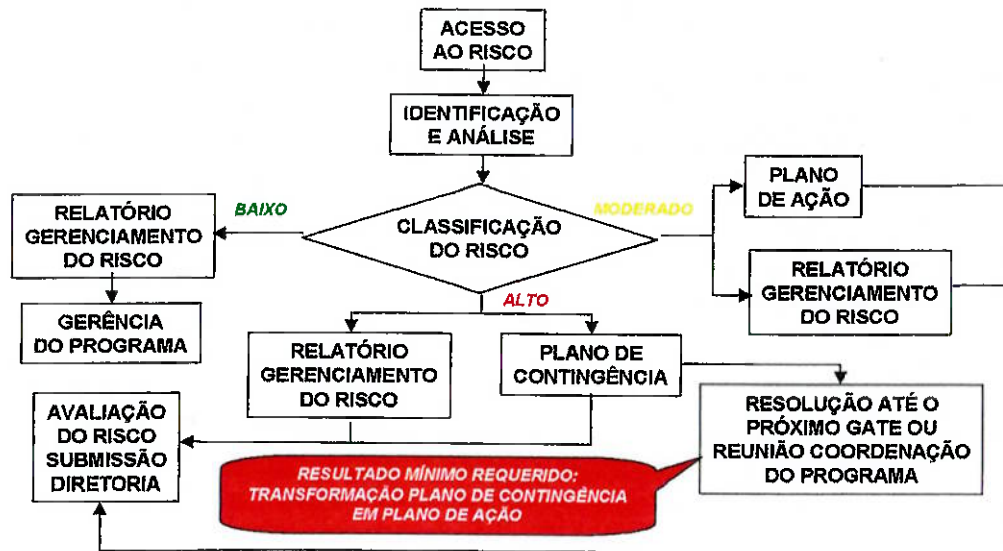 ACESSO
AO RISCO
IDENTIFICAÇÃO
E ANÁLISE
CLASSIFICAÇÃO
DO RISCO
BAIXO
RELATÓRIO
GERENCIAMENTO
DO RISCO
GERÊNCIA
DO PROGRAMA
MODERADO
PLANO
DE AÇÃO
RELATÓRIO
GERENCIAMENTO
DO RISCO
ALTO
RELATÓRIO
GERENCIAMENTO
DO RISCO
PLANO DE
CONTINGÊNCIA
AVALIAÇÃO
DO RISCO
SUBMISSÃO
DIRETORIA
RESOLUÇÃO ATÉ O
PRÓXIMO GATE OU
REUNIÃO COORDENAÇÃO
DO PROGRAMA
RESULTADO MÍNIMO REQUERIDO:
TRANSFORMAÇÃO PLANO DE CONTINGÊNCIA
EM PLANO DE AÇÃO